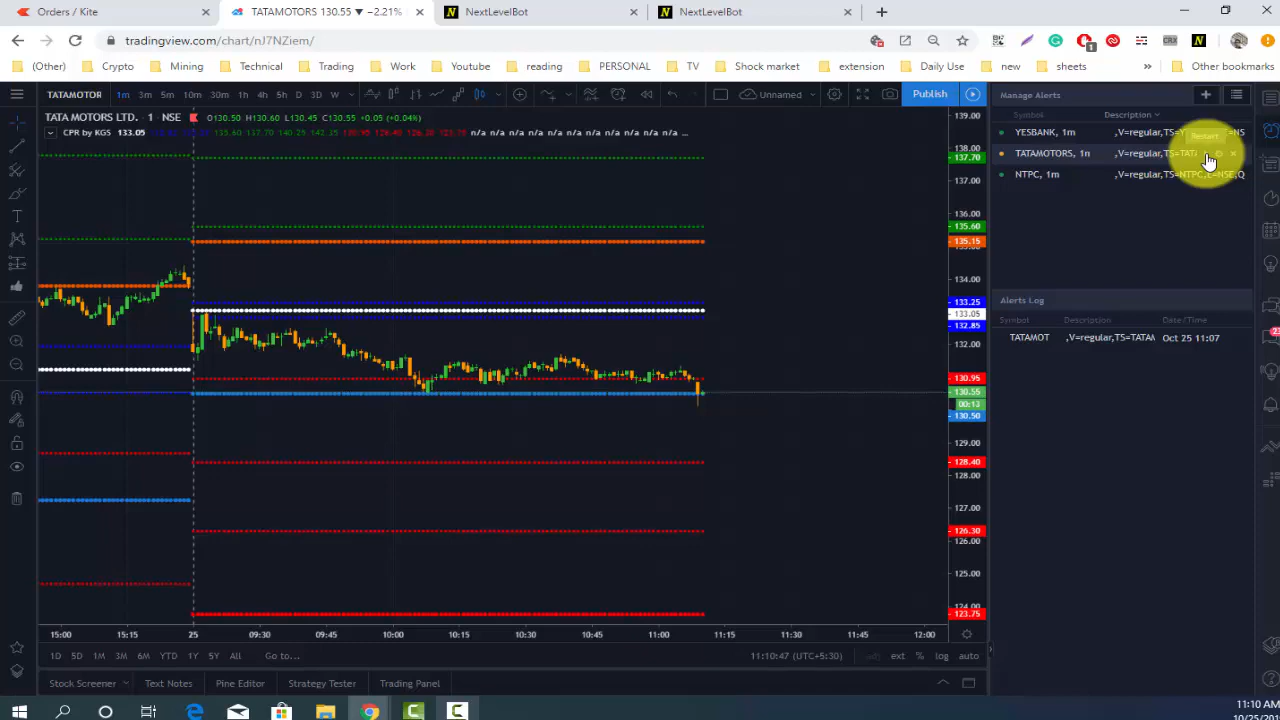 Orders / Kite
TATAMOTORS 130.55 ▼ −2.21%
NextLevelBot
NextLevelBot
tradingview.com/chart/nJ7NZiem/
(Other)
Crypto
Mining
Technical
Trading
Work
Youtube
reading
PERSONAL
TV
Shock market
extension
Daily Use
new
sheets
Other bookmarks
TATAMOTOR 1m 3m 5m 10m 30m 1h 4h 5h D 3D W
Unnamed
Publish
Manage Alerts
TATA MOTORS LTD. 1 NSE O130.50 H130.60 L130.45 C130.55 +0.05 (+0.04%)
CPR by KGS 133.05 n/a n/a n/a n/a n/a n/a n/a n/a n/a n/a n/a n/a n/a ...
Symbol Description
YESBANK, 1m
Restart
TATAMOTORS, 1m ,V=regular,TS=TATA
NTPC, 1m ,V=regular,TS=NTPC,E=NSE,Q
Alerts Log
Symbol Description Date/Time
TATAMOT ,V=regular,TS=TATAM Oct 25 11:07
139.00
138.00
137.70
137.00
136.00
135.60
135.15
134.00
133.25
133.05
132.85
132.00
130.95
130.55
00:13
130.50
129.00
128.40
127.00
126.30
126.00
125.00
124.00
123.75
15:00 15:15 25 09:30 09:45 10:00 10:15 10:30 10:45 11:00 11:15 11:30 11:45 12:00
1D 5D 1M 3M 6M YTD 1Y 5Y All Go to...
11:10:47 (UTC+5:30) ext % log auto
Stock Screener Text Notes Pine Editor Strategy Tester Trading Panel
11:10 AM